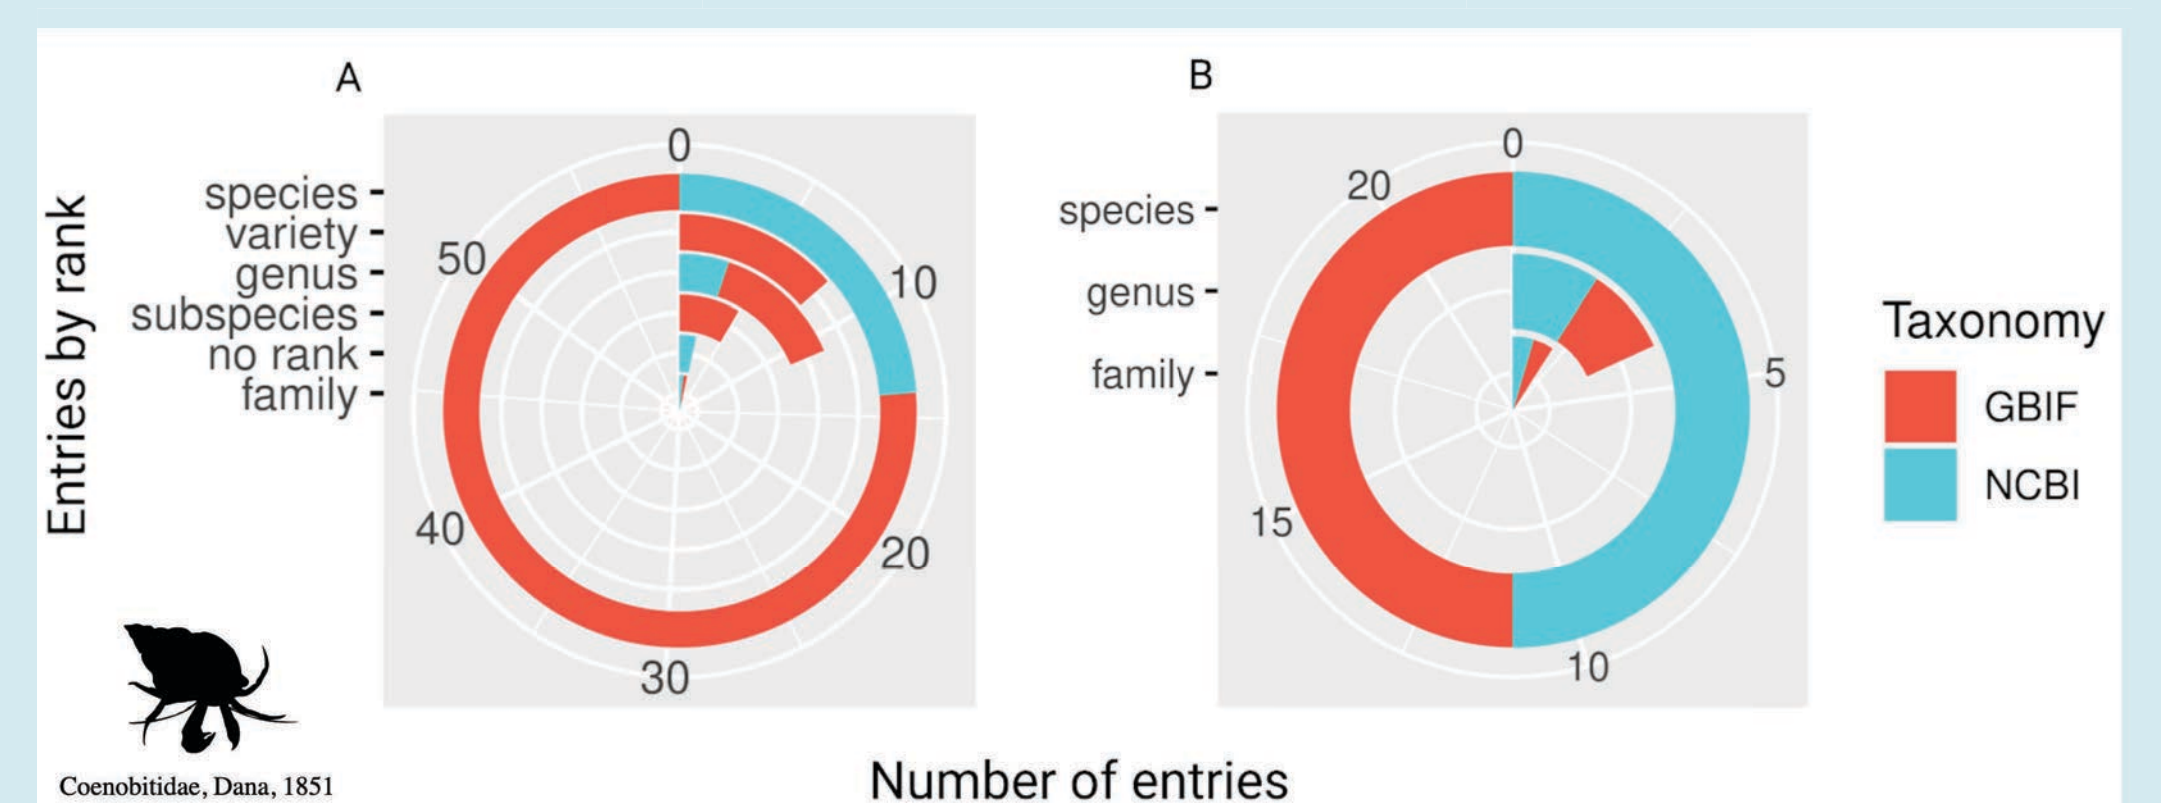 A
B
Entries by rank
species
variety
genus
subspecies
no rank
family
0
10
20
30
40
50
species
genus
family
0
5
10
15
20
Taxonomy
GBIF
NCBI
Number of entries
Coenobitidae, Dana, 1851